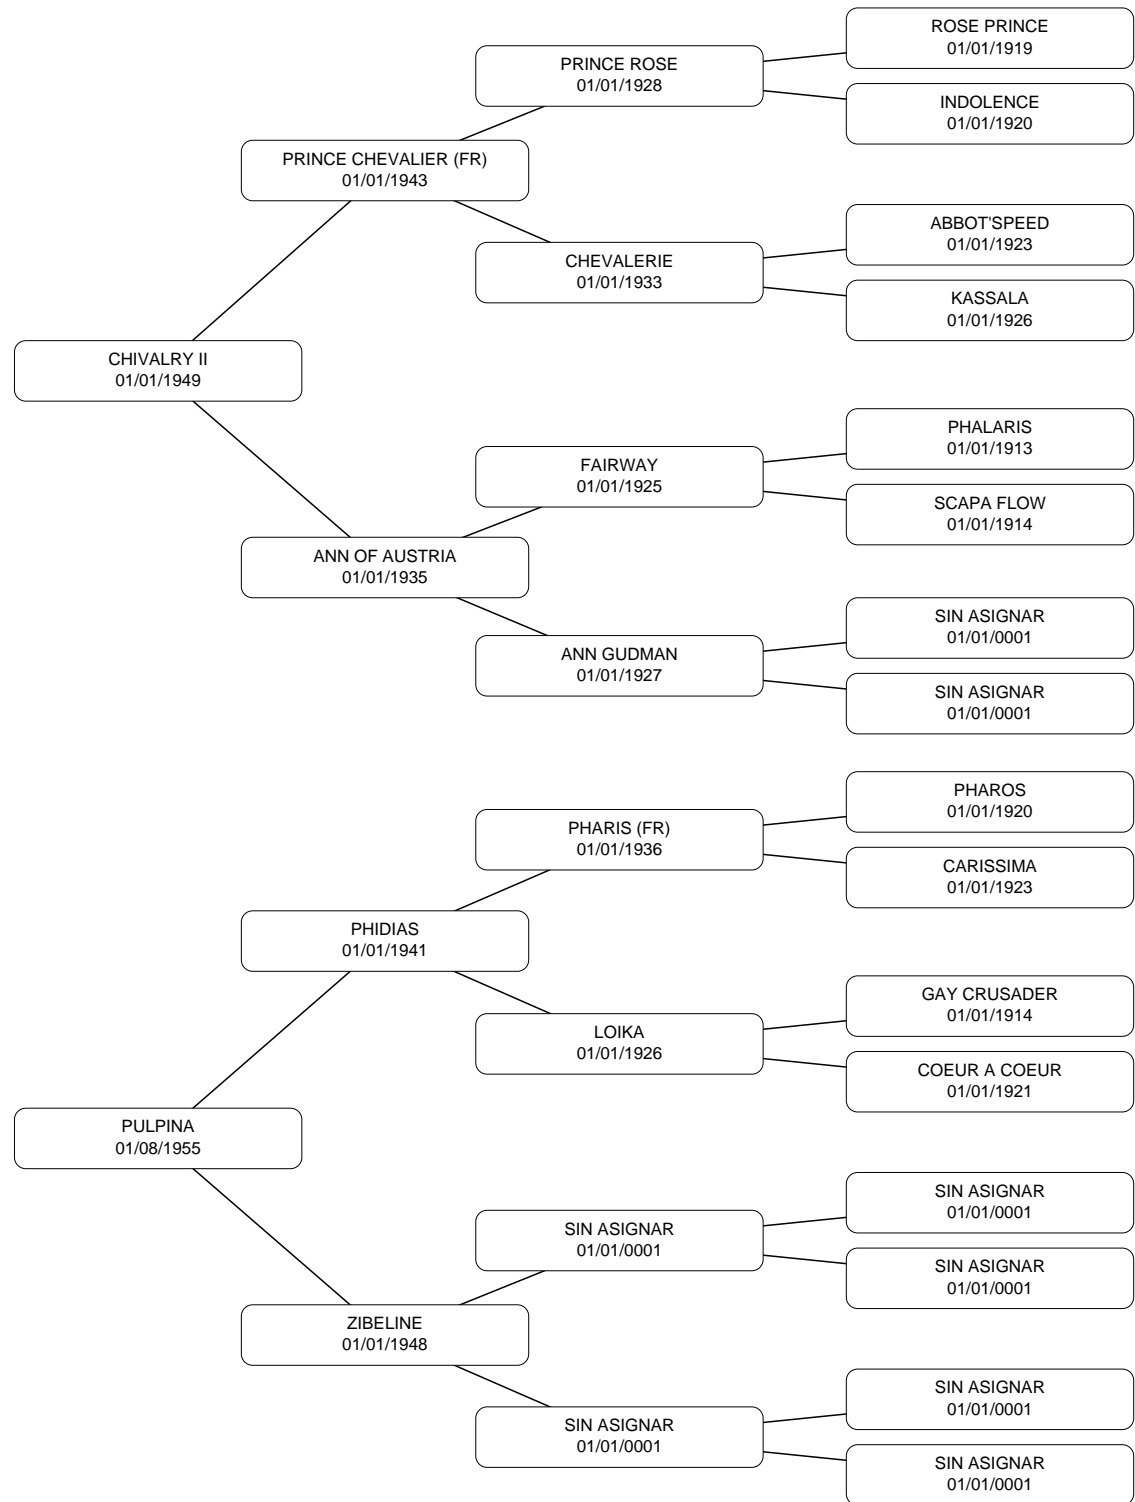 ROSE PRINCE
01/01/1919
PRINCE ROSE
01/01/1928
INDOLENCE
01/01/1920
PRINCE CHEVALIER (FR)
01/01/1943
ABBOT'SPEED
01/01/1923
CHEVALERIE
01/01/1933
KASSALA
01/01/1926
CHIVALRY II
01/01/1949
PHALARIS
01/01/1913
FAIRWAY
01/01/1925
SCAPA FLOW
01/01/1914
ANN OF AUSTRIA
01/01/1935
SIN ASIGNAR
01/01/0001
ANN GUDMAN
01/01/1927
SIN ASIGNAR
01/01/0001
PHAROS
01/01/1920
PHARIS (FR)
01/01/1936
CARISSIMA
01/01/1923
PHIDIAS
01/01/1941
GAY CRUSADER
01/01/1914
LOIKA
01/01/1926
COEUR A COEUR
01/01/1921
PULPINA
01/08/1955
SIN ASIGNAR
01/01/0001
SIN ASIGNAR
01/01/0001
SIN ASIGNAR
01/01/0001
ZIBELINE
01/01/1948
SIN ASIGNAR
01/01/0001
SIN ASIGNAR
01/01/0001
SIN ASIGNAR
01/01/0001